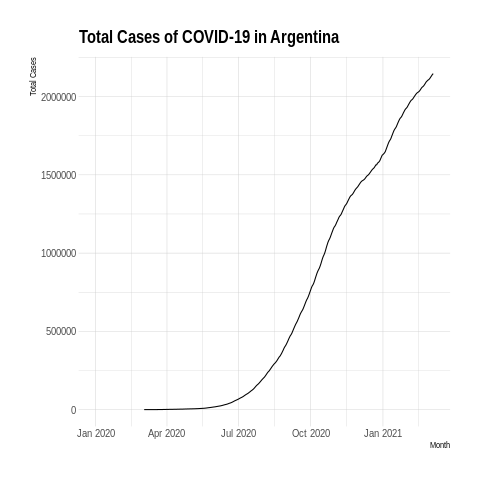 Total Cases of COVID-19 in Argentina
Total Cases
2000000
1500000
1000000
500000
0
Jan 2020 Apr 2020 Jul 2020 Oct 2020 Jan 2021
Month